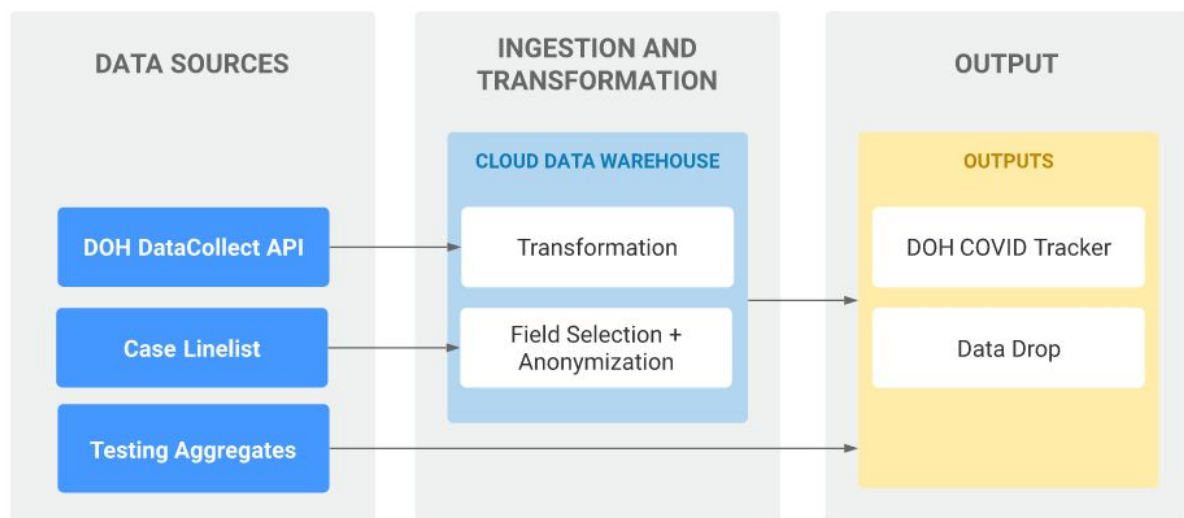 DATA SOURCES
DOH DataCollect API
Case Linelist
Testing Aggregates
INGESTION AND
TRANSFORMATION
CLOUD DATA WAREHOUSE
Transformation
Field Selection +
Anonymization
OUTPUT
OUTPUTS
DOH COVID Tracker
Data Drop